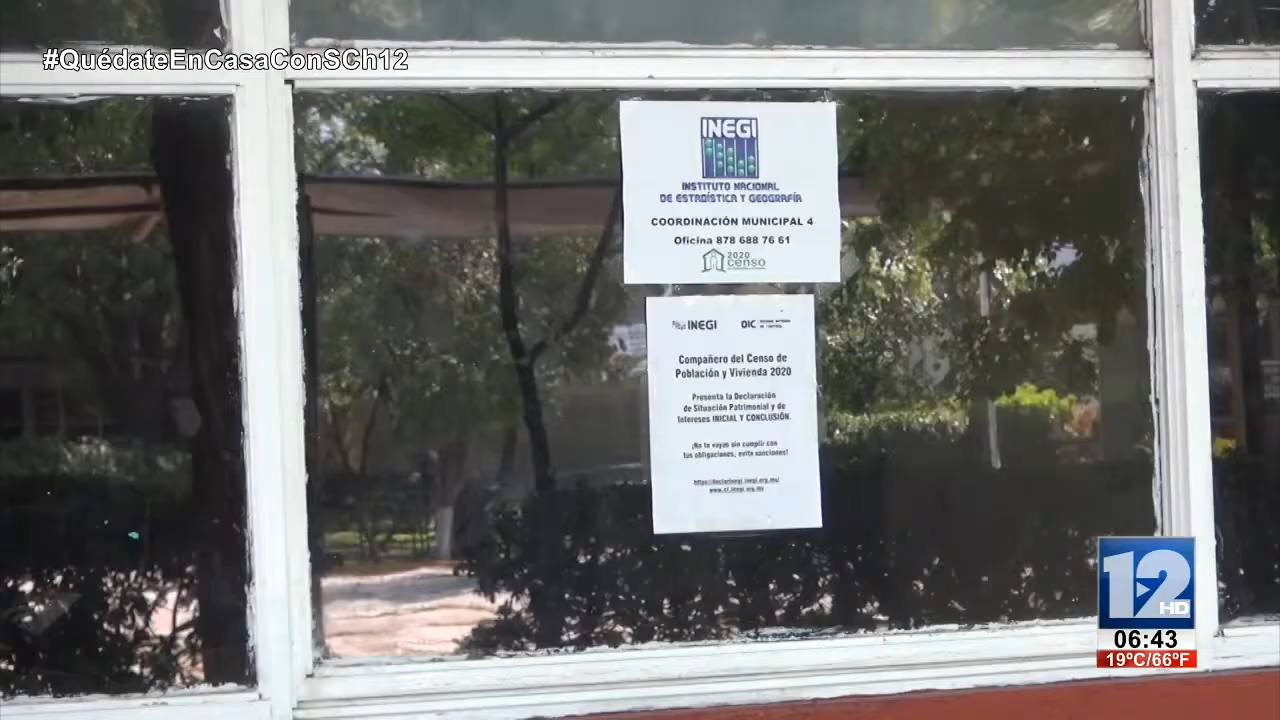 #QuédateEnCasaConSCh12
INEGI
INSTITUTO NACIONAL
DE ESTADÍSTICA Y GEOGRAFÍA
COORDINACIÓN MUNICIPAL 4
Oficina 878 688 76 61
2020
censo
INEGI
OIC
Compañero del Censo de
Población y Vivienda 2020
Presenta la Declaración
de Situación Patrimonial y de
Intereses INICIAL Y CONCLUSIÓN.
¡No te vayas sin cumplir con
tus obligaciones, evita sanciones!
12
HD
06:43
19°C/66°F